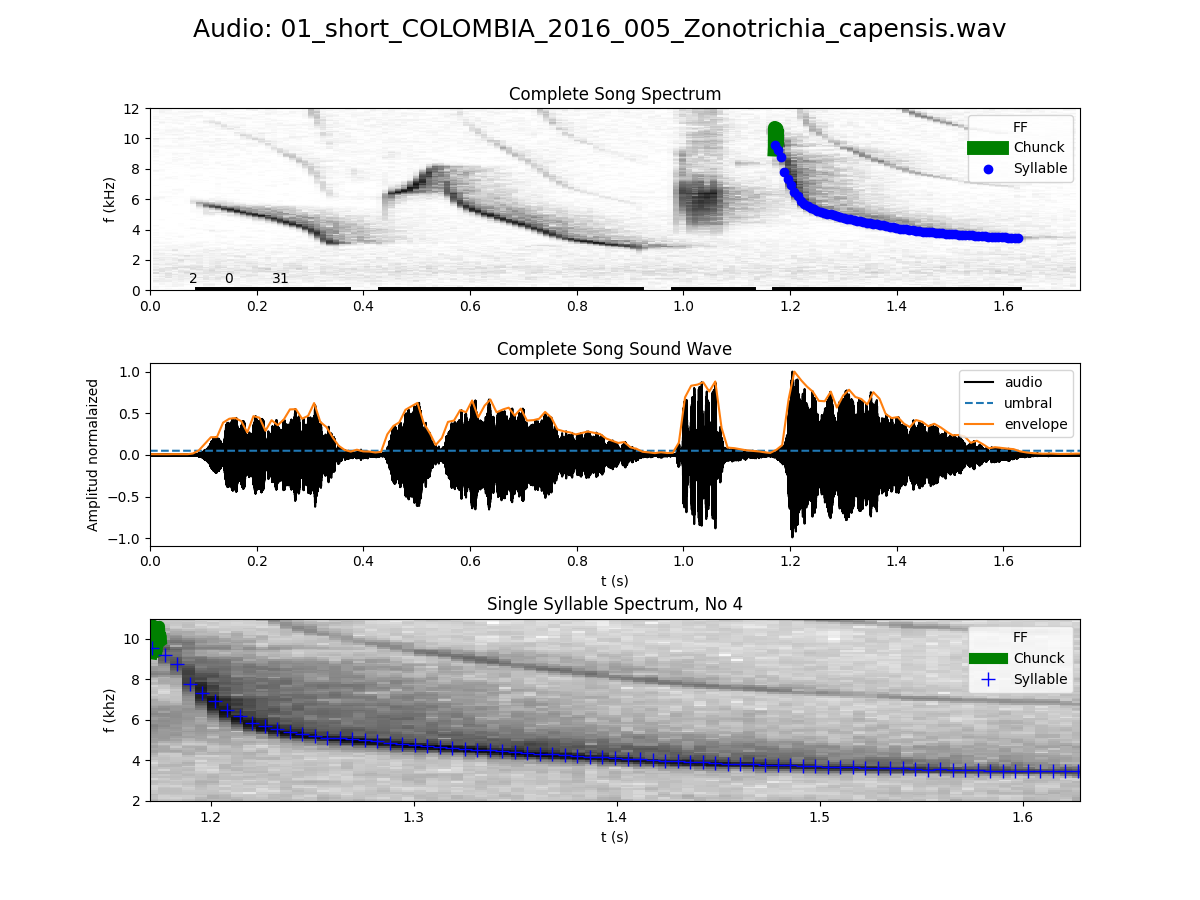 Audio: 01_short_COLOMBIA_2016_005_Zonotrichia_capensis.wav
Complete Song Spectrum
12
10
8
6
4
2
0
f (kHz)
FF
Chunck
Syllable
2 0 31
0.0 0.2 0.4 0.6 0.8 1.0 1.2 1.4 1.6
Complete Song Sound Wave
1.0
0.5
0.0
−0.5
−1.0
Amplitud normalaized
audio
umbral
envelope
0.0 0.2 0.4 0.6 0.8 1.0 1.2 1.4 1.6
t (s)
Single Syllable Spectrum, No 4
10
8
6
4
2
f (khz)
FF
Chunck
Syllable
1.2 1.3 1.4 1.5 1.6
t (s)